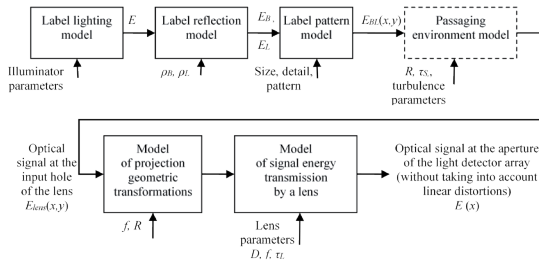 Label lighting
model
E
Label reflection
model
E_B ,
E_L
Label pattern
model
E_BL(x,y)
Passaging
environment model
Illuminator
parameters
ρ_B, ρ_L
Size, detail,
pattern
R, τ_S,,
turbulence
parameters
Optical
signal at the
input hole
of the lens
E_lens(x,y)
Model
of projection
geometric
transformations
Model
of signal energy
transmission
by a lens
Optical signal at the aperture
of the light detector array
(without taking into account
linear distortions)
E (x)
f, R
Lens
parameters
D, f, τ_L